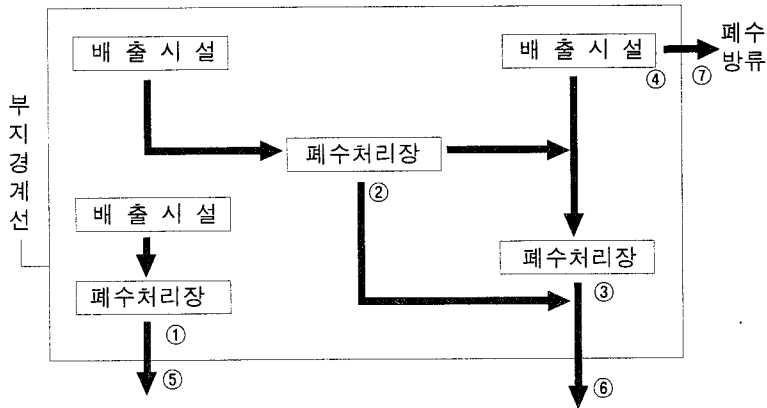 배 출 시 설
배 출 시 설
④
⑦
폐수
방류
부
지
경
계
선
폐수처리장
②
배 출 시 설
폐수처리장
③
폐수처리장
①
⑤
⑥